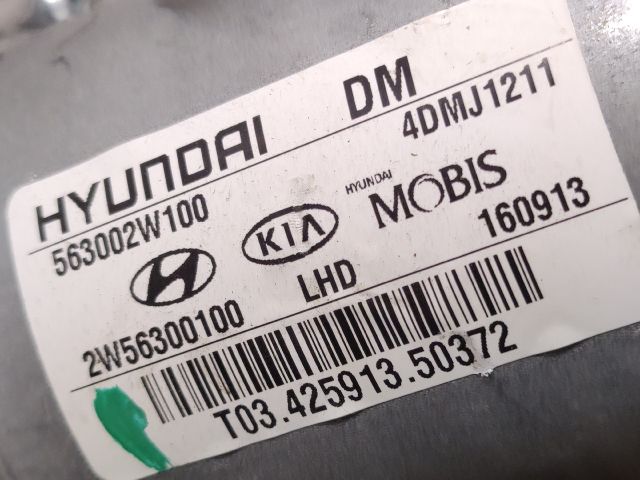 HYUNDAI DM
563002W100 4DMJ1211
KIA HYUNDAI MOBIS
2W56300100 LHD 160913
T03.425913.50372